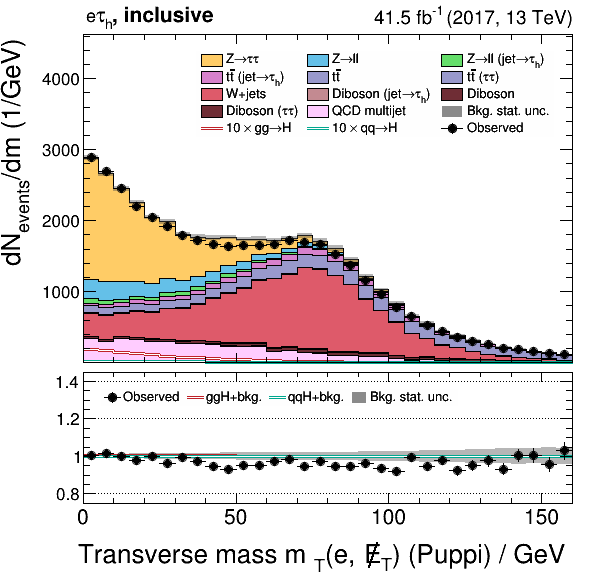 eτh, inclusive 41.5 fb-1 (2017, 13 TeV)
dNevents/dm (1/GeV)
4000
3000
2000
1000
Z→ττ Z→ll Z→ll (jet→τh)
tt̄ (jet→τh) tt̄ tt̄ (ττ)
W+jets Diboson (jet→τh) Diboson
Diboson (ττ) QCD multijet Bkg. stat. unc.
10 × gg→H 10 × qq→H Observed
1.4
1.2
1
0.8
Observed ggH+bkg. qqH+bkg. Bkg. stat. unc.
0 50 100 150
Transverse mass m T(e, E̸T) (Puppi) / GeV